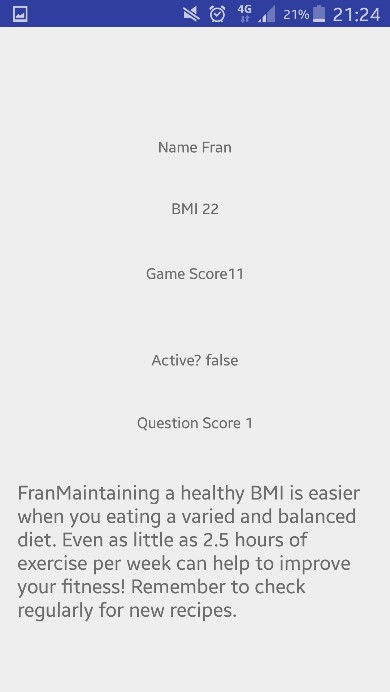 4G 21% 21:24
Name Fran
BMI 22
Game Score11
Active? false
Question Score 1
FranMaintaining a healthy BMI is easier
when you eating a varied and balanced
diet. Even as little as 2.5 hours of
exercise per week can help to improve
your fitness! Remember to check
regularly for new recipes.